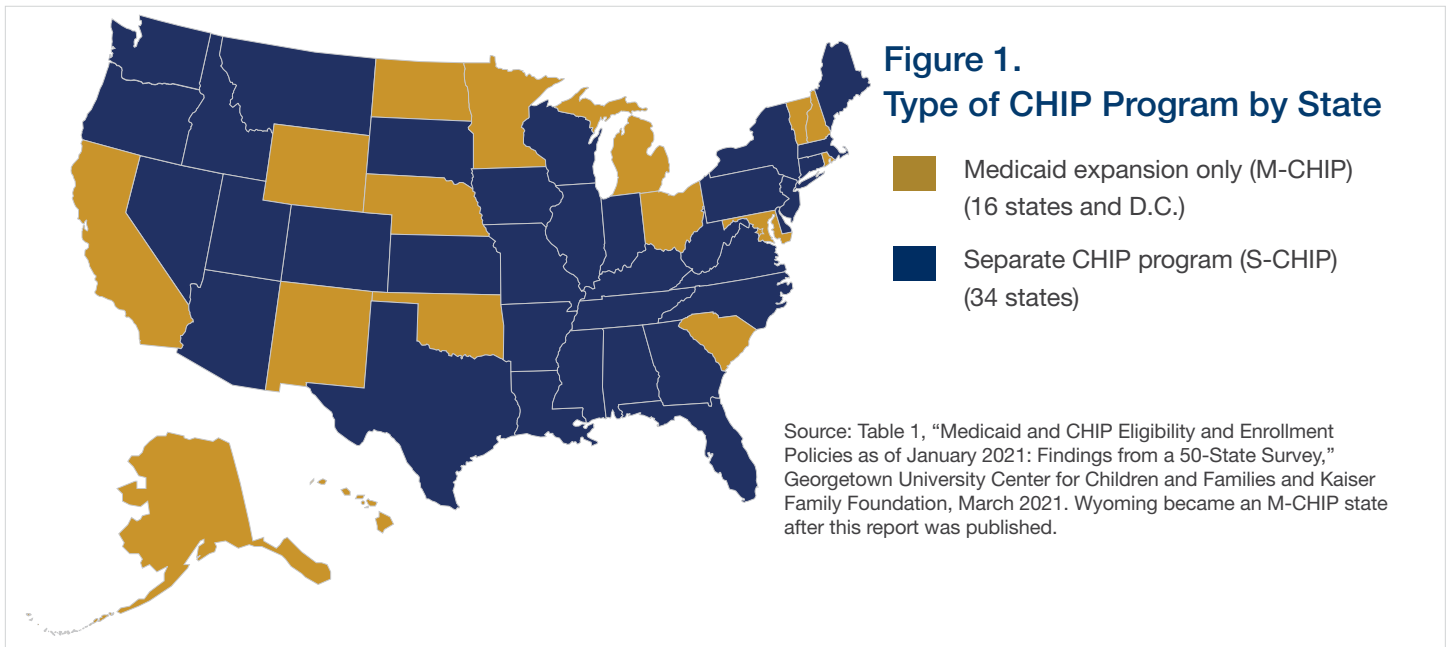 Figure 1.
Type of CHIP Program by State
Medicaid expansion only (M-CHIP)
(16 states and D.C.)
Separate CHIP program (S-CHIP)
(34 states)
Source: Table 1, “Medicaid and CHIP Eligibility and Enrollment
Policies as of January 2021: Findings from a 50-State Survey,”
Georgetown University Center for Children and Families and Kaiser
Family Foundation, March 2021. Wyoming became an M-CHIP state
after this report was published.